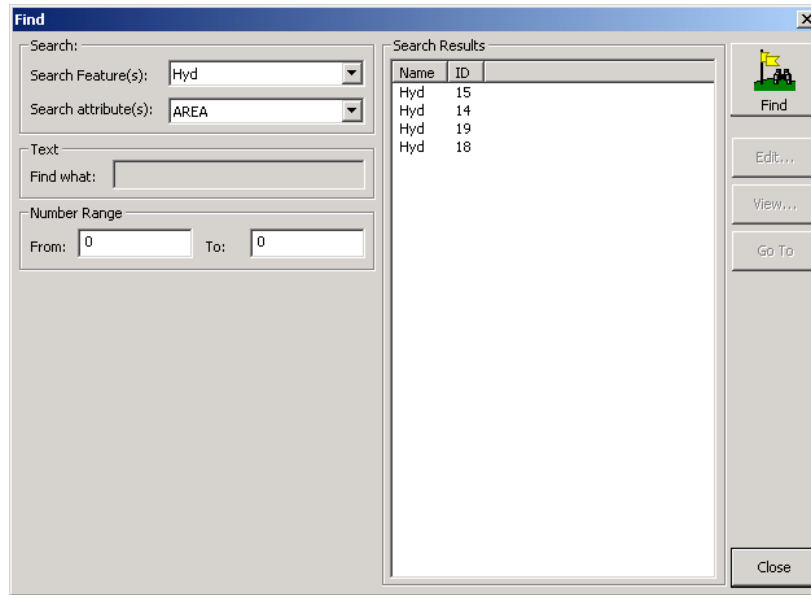 Find
Search:
Search Feature(s): Hyd
Search attribute(s): AREA
Text
Find what:
Number Range
From: 0 To: 0
Search Results
Name ID
Hyd 15
Hyd 14
Hyd 19
Hyd 18
Find
Edit...
View...
Go To
Close